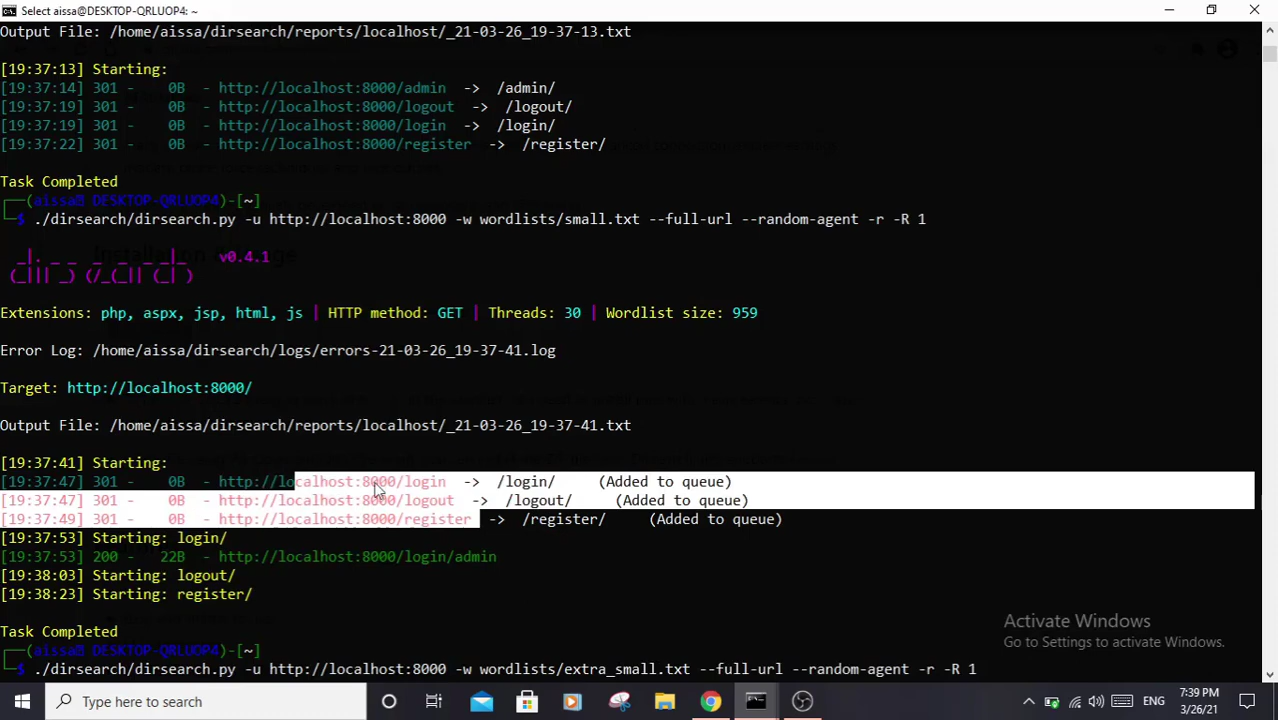 Select aissa@DESKTOP-QRLUOP4: ~
Output File: /home/aissa/dirsearch/reports/localhost/_21-03-26_19-37-13.txt
[19:37:13] Starting:
[19:37:14] 301 -    0B  - http://localhost:8000/admin  ->  /admin/
[19:37:19] 301 -    0B  - http://localhost:8000/logout  ->  /logout/
[19:37:19] 301 -    0B  - http://localhost:8000/login  ->  /login/
[19:37:22] 301 -    0B  - http://localhost:8000/register  ->  /register/
Task Completed
┌──(aissa DESKTOP-QRLUOP4)-[~]
└─$ ./dirsearch/dirsearch.py -u http://localhost:8000 -w wordlists/small.txt --full-url --random-agent -r -R 1
v0.4.1
Extensions: php, aspx, jsp, html, js | HTTP method: GET | Threads: 30 | Wordlist size: 959
Error Log: /home/aissa/dirsearch/logs/errors-21-03-26_19-37-41.log
Target: http://localhost:8000/
Output File: /home/aissa/dirsearch/reports/localhost/_21-03-26_19-37-41.txt
[19:37:41] Starting:
[19:37:47] 301 -    0B  - http://localhost:8000/login  ->  /login/     (Added to queue)
[19:37:47] 301 -    0B  - http://localhost:8000/logout  ->  /logout/     (Added to queue)
[19:37:49] 301 -    0B  - http://localhost:8000/register  ->  /register/     (Added to queue)
[19:37:53] Starting: login/
[19:37:53] 200 -   22B  - http://localhost:8000/login/admin
[19:38:03] Starting: logout/
[19:38:23] Starting: register/
Task Completed
┌──(aissa DESKTOP-QRLUOP4)-[~]
└─$ ./dirsearch/dirsearch.py -u http://localhost:8000 -w wordlists/extra_small.txt --full-url --random-agent -r -R 1
Activate Windows
Go to Settings to activate Windows.
Type here to search
ENG
7:39 PM
3/26/21